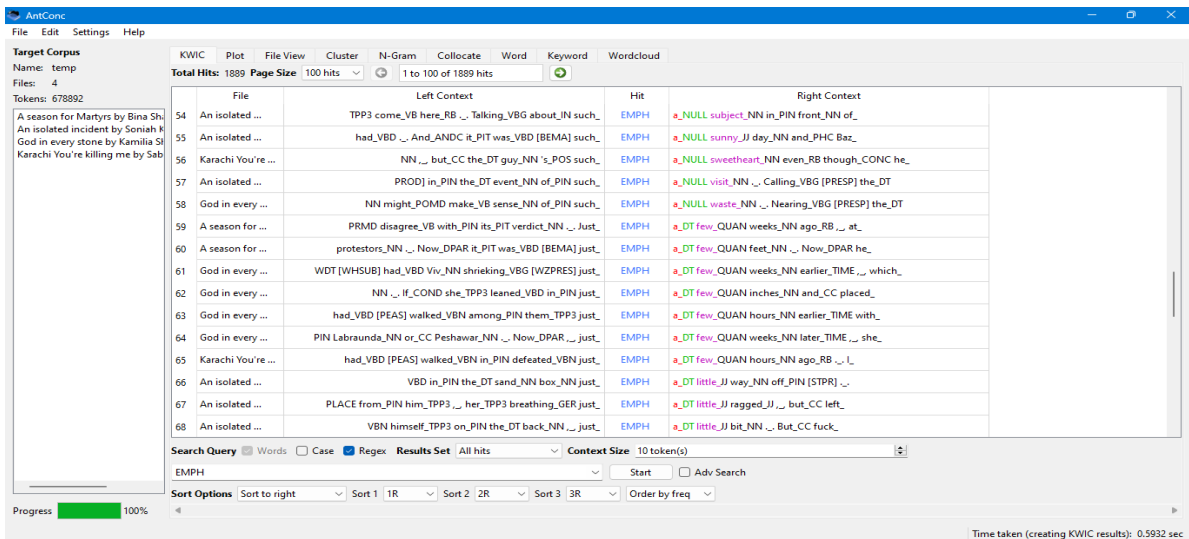 AntConc
File Edit Settings Help
Target Corpus
Name: temp
Files: 4
Tokens: 678892
A season for Martyrs by Bina Sh
An isolated incident by Soniah K
God in every stone by Kamilia Sh
Karachi You're killing me by Sab
Progress 100%
KWIC Plot File View Cluster N-Gram Collocate Word Keyword Wordcloud
Total Hits: 1889 Page Size 100 hits 1 to 100 of 1889 hits
File Left Context Hit Right Context
54 An isolated ... TPP3 come_VB here_RB ._. Talking_VBG about_IN such_ EMPH a_NULL subject_NN in_PIN front_NN of_
55 An isolated ... had_VBD ._. And_ANDC it_PIT was_VBD [BEMA] such_ EMPH a_NULL sunny_JJ day_NN and_PHC Baz_
56 Karachi You're ... NN ,_, but_CC the_DT guy_NN 's_POS such_ EMPH a_NULL sweetheart_NN even_RB though_CONC he_
57 An isolated ... PROD] in_PIN the_DT event_NN of_PIN such_ EMPH a_NULL visit_NN ._. Calling_VBG [PRESP] the_DT
58 God in every ... NN might_POMD make_VB sense_NN of_PIN such_ EMPH a_NULL waste_NN ._. Nearing_VBG [PRESP] the_DT
59 A season for ... PRMD disagree_VB with_PIN its_PIT verdict_NN ._. Just_ EMPH a_DT few_QUAN weeks_NN ago_RB ,_, at_
60 A season for ... protestors_NN ._. Now_DPAR it_PIT was_VBD [BEMA] just_ EMPH a_DT few_QUAN feet_NN ._. Now_DPAR he_
61 God in every ... WDT [WHSUB] had_VBD Viv_NN shrieking_VBG [WZPRES] just_ EMPH a_DT few_QUAN weeks_NN earlier_TIME ,_, which_
62 God in every ... NN ._. If_COND she_TPP3 leaned_VBD in_PIN just_ EMPH a_DT few_QUAN inches_NN and_CC placed_
63 God in every ... had_VBD [PEAS] walked_VBN among_PIN them_TPP3 just_ EMPH a_DT few_QUAN hours_NN earlier_TIME with_
64 God in every ... PIN Labraunda_NN or_CC Peshawar_NN ._. Now_DPAR ,_, just_ EMPH a_DT few_QUAN weeks_NN later_TIME ,_, she_
65 Karachi You're ... had_VBD [PEAS] walked_VBN in_PIN defeated_VBN just_ EMPH a_DT few_QUAN hours_NN ago_RB ._. I_
66 An isolated ... VBD in_PIN the_DT sand_NN box_NN just_ EMPH a_DT little_JJ way_NN off_PIN [STPR] ._.
67 An isolated ... PLACE from_PIN him_TPP3 ,_, her_TPP3 breathing_GER just_ EMPH a_DT little_JJ ragged_JJ ,_, but_CC left_
68 An isolated ... VBN himself_TPP3 on_PIN the_DT back_NN ,_, just_ EMPH a_DT little_JJ bit_NN ._. But_CC fuck_
Search Query Words Case Regex Results Set All hits Context Size 10 token(s)
EMPH Start Adv Search
Sort Options Sort to right Sort 1 1R Sort 2 2R Sort 3 3R Order by freq
Time taken (creating KWIC results): 0.5932 sec